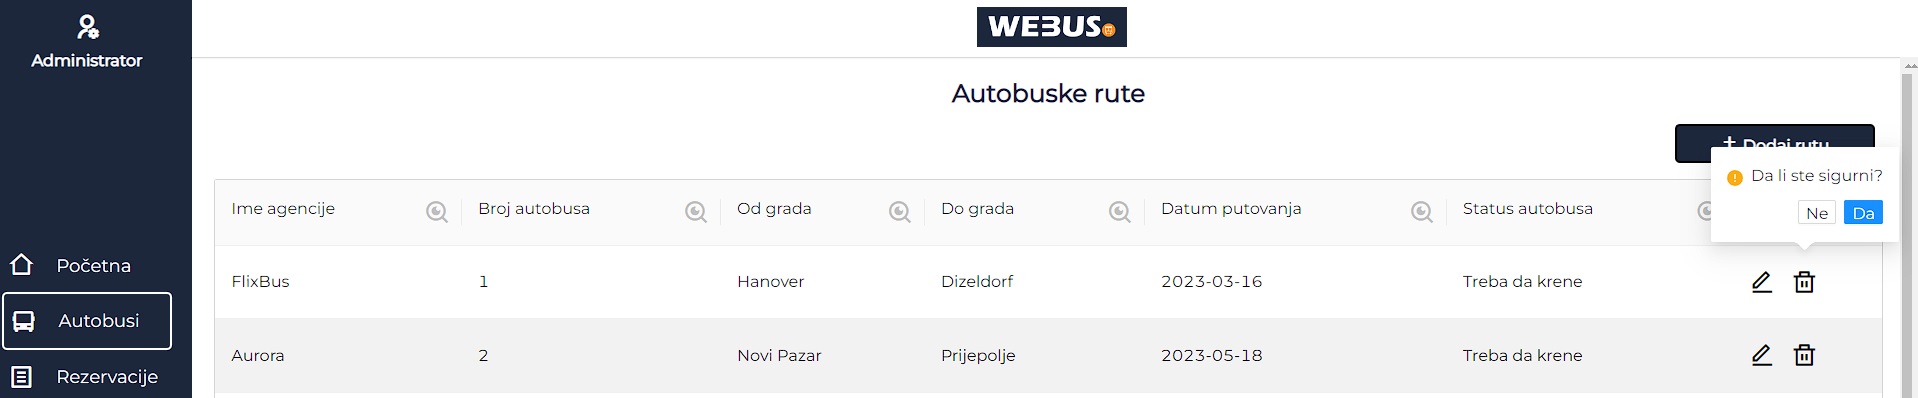 Administrator
WEBUS
Autobuske rute
+ Dodaj rutu
Da li ste sigurni?
Ne Da
Ime agencije Broj autobusa Od grada Do grada Datum putovanja Status autobusa
Početna
FlixBus 1 Hanover Dizeldorf 2023-03-16 Treba da krene
Autobusi
Aurora 2 Novi Pazar Prijepolje 2023-05-18 Treba da krene
Rezervacije